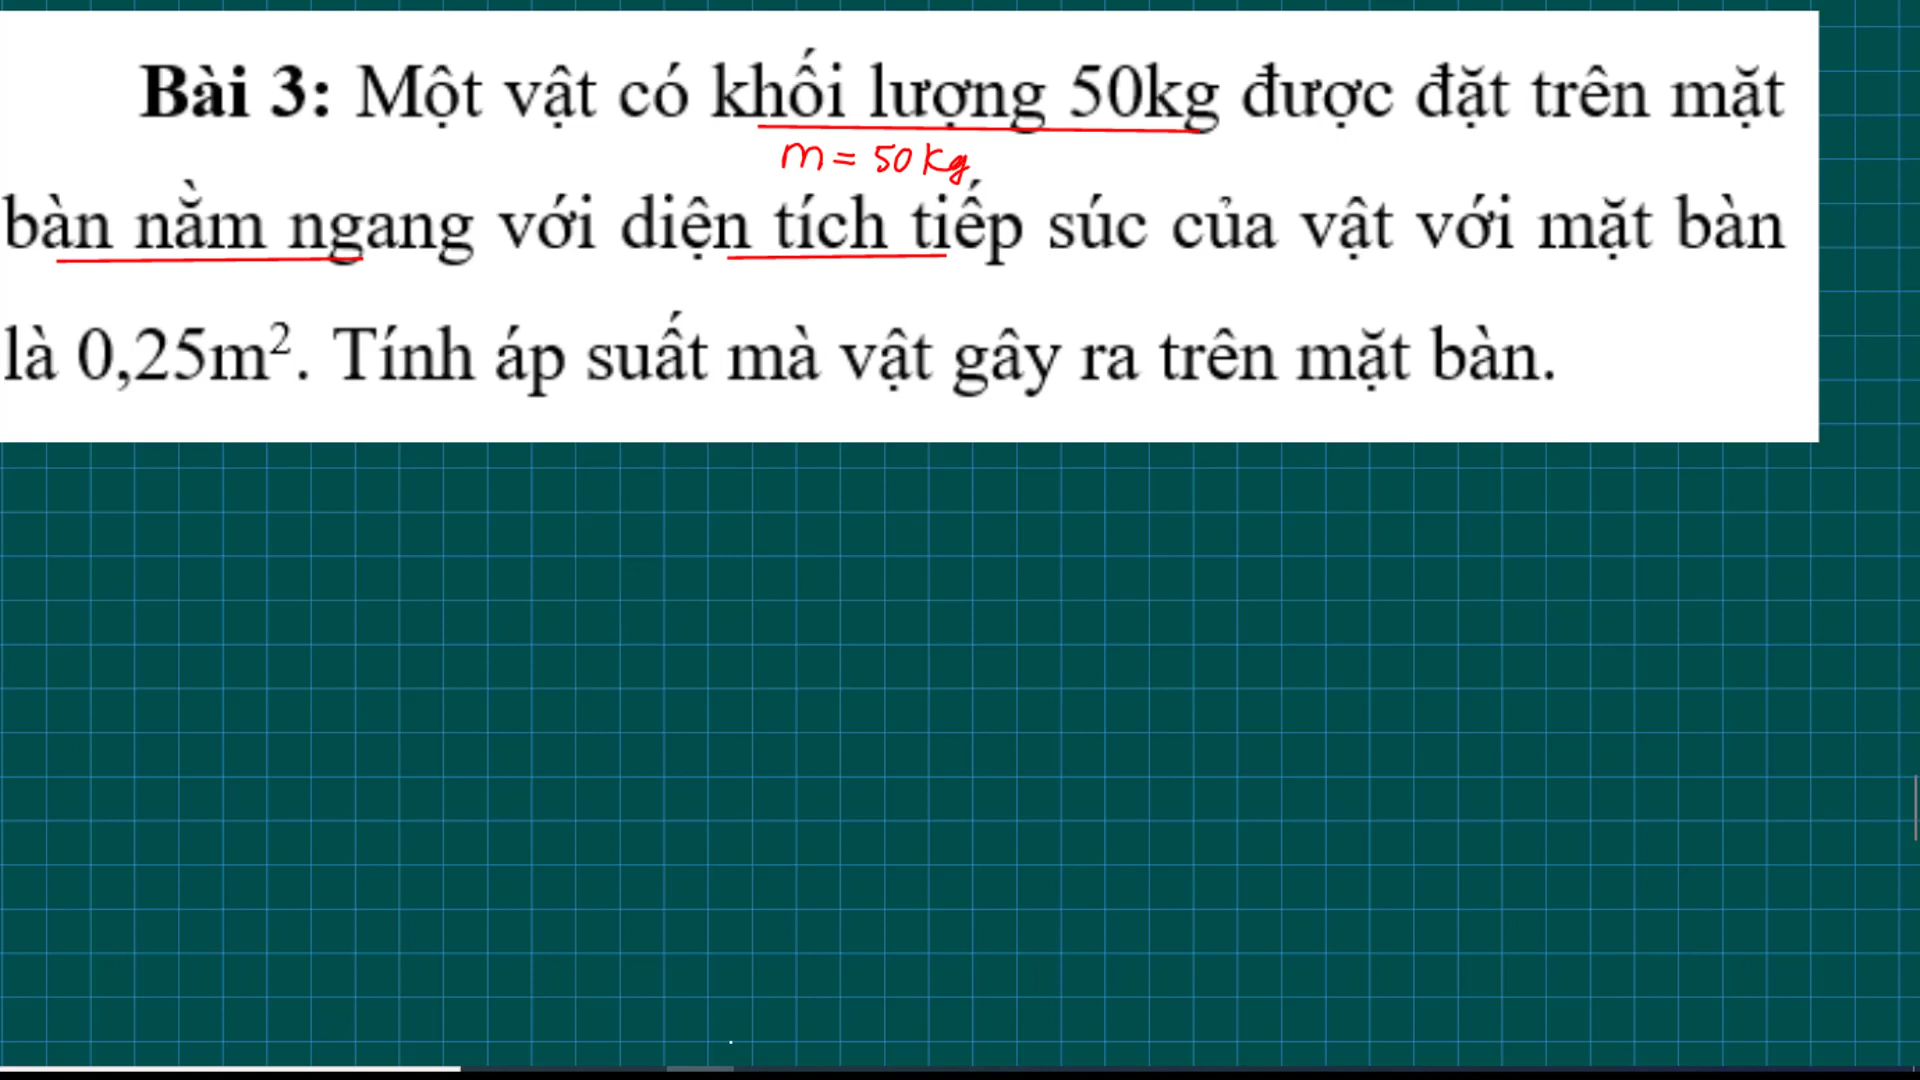 Bài 3: Một vật có khối lượng 50kg được đặt trên mặt
m = 50 kg
bàn nằm ngang với diện tích tiếp súc của vật với mặt bàn
là 0,25m². Tính áp suất mà vật gây ra trên mặt bàn.